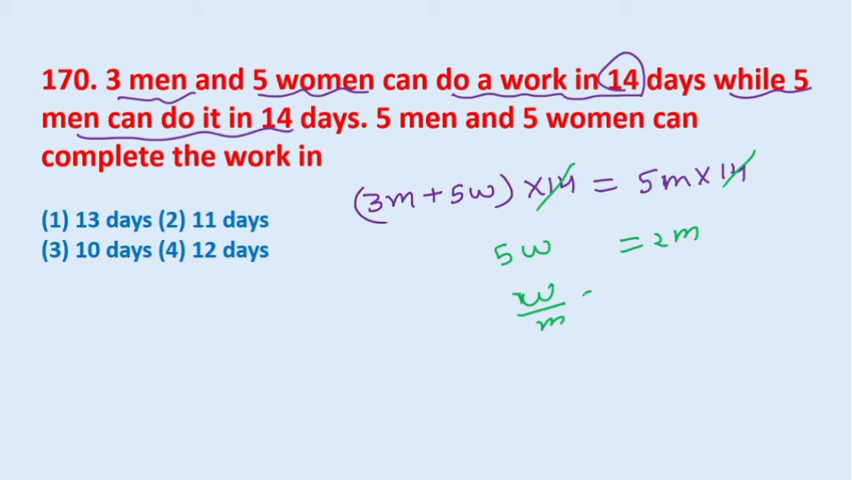 170. 3 men and 5 women can do a work in 14 days while 5
men can do it in 14 days. 5 men and 5 women can
complete the work in
(3m + 5w) × 14 = 5m × 14
(1) 13 days (2) 11 days
(3) 10 days (4) 12 days
5w = 2m
w/m =